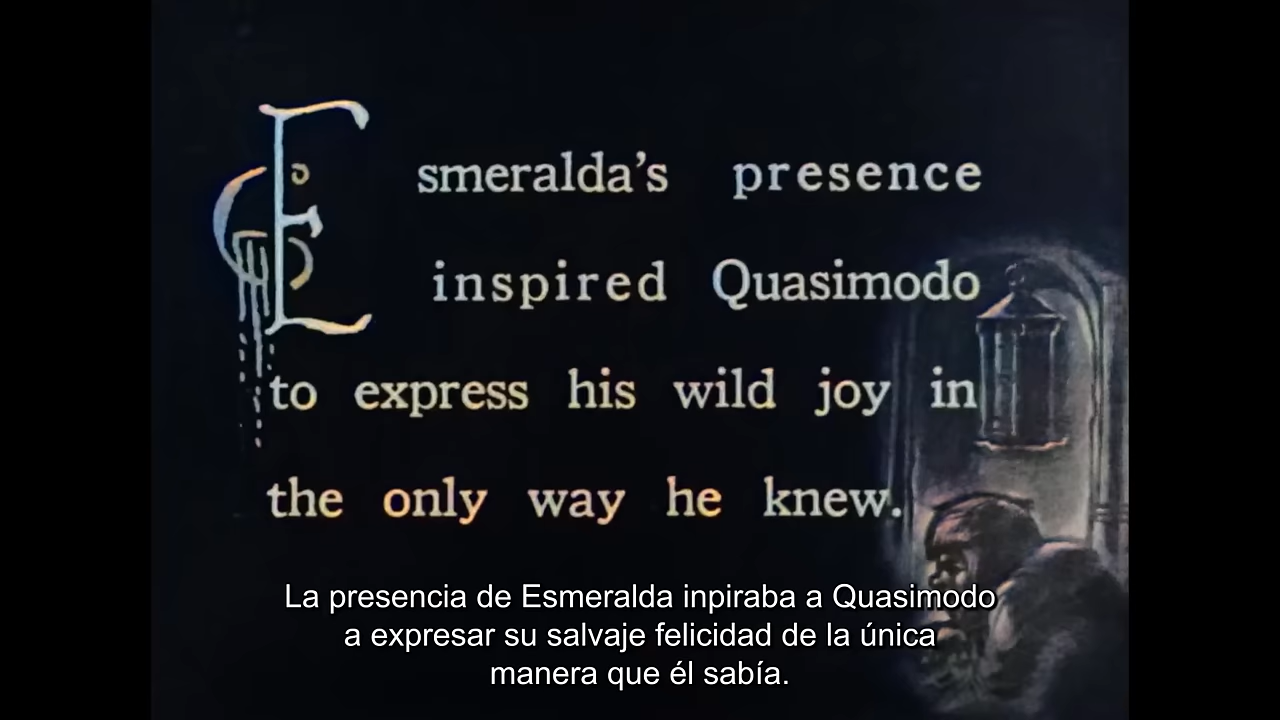 Esmeralda's presence
inspired Quasimodo
to express his wild joy in
the only way he knew.
La presencia de Esmeralda inpiraba a Quasimodo
a expresar su salvaje felicidad de la única
manera que él sabía.